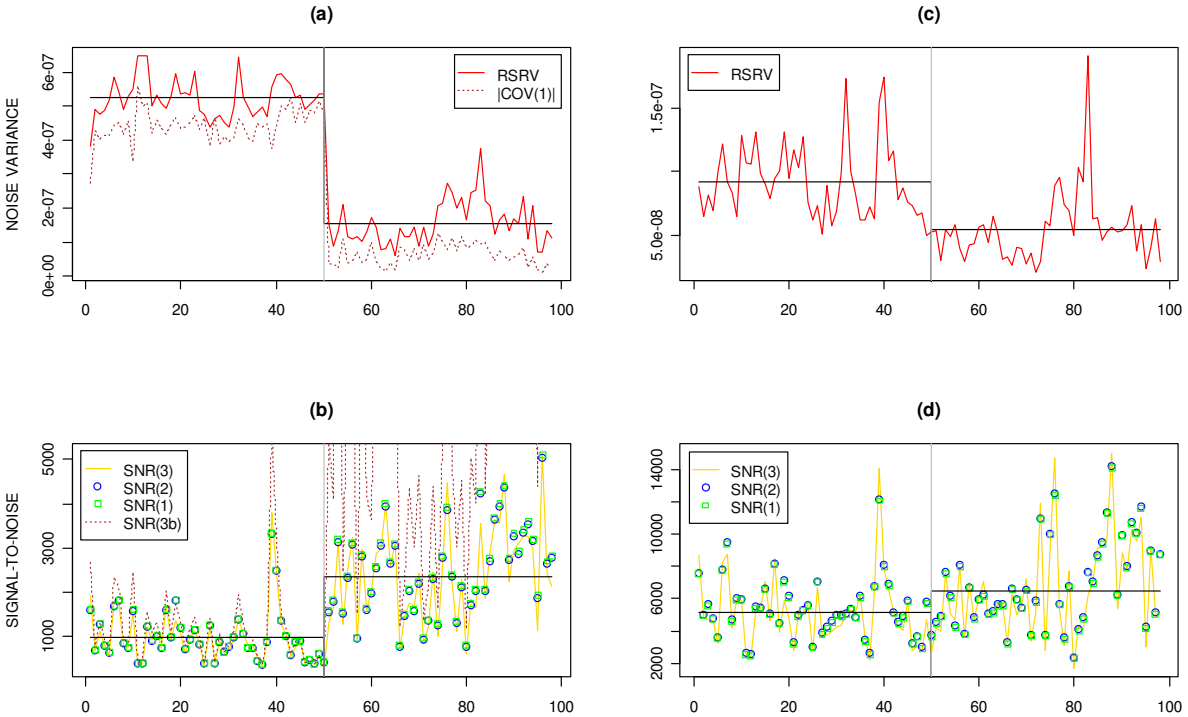 (a)
NOISE VARIANCE
6e-07
4e-07
2e-07
0e+00
RSRV
|COV(1)|
0 20 40 60 80 100
(c)
1.5e-07
5.0e-08
RSRV
0 20 40 60 80 100
(b)
SIGNAL-TO-NOISE
5000
3000
1000
SNR(3)
SNR(2)
SNR(1)
SNR(3b)
0 20 40 60 80 100
(d)
14000
10000
6000
2000
SNR(3)
SNR(2)
SNR(1)
0 20 40 60 80 100